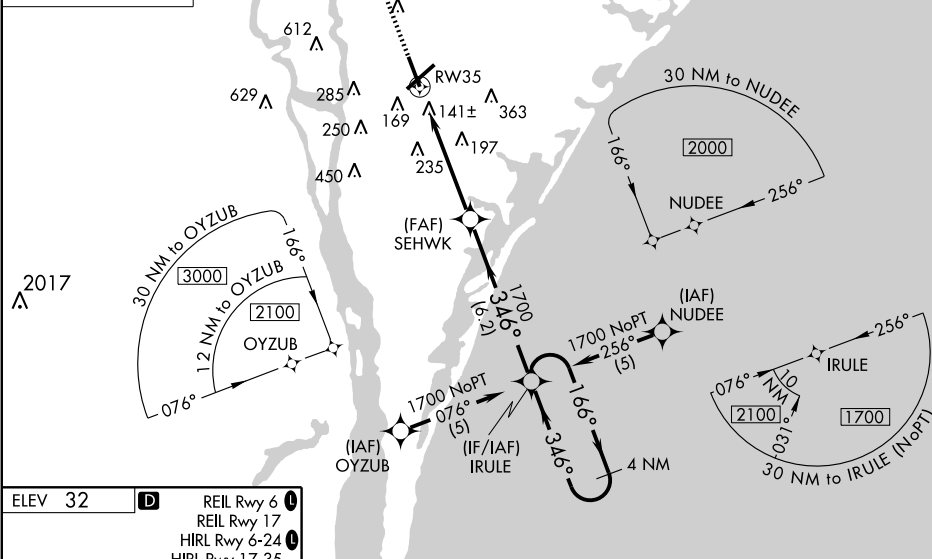 612
RW35
30 NM to NUDEE
629
285
169
141±
363
250
197
235
450
166°
2000
256°
NUDEE
(FAF)
SEHWK
30 NM to OYZUB
3000
166°
12 NM to OYZUB
2100
OYZUB
076°
2017
346°
1700
(6.2)
(IAF)
NUDEE
1700 NoPT
256°
(5)
1700 NoPT
076°
(5)
(IAF)
OYZUB
(IF/IAF)
IRULE
166°
346°
4 NM
256°
IRULE
076°
10
NM
2100
031°
1700
30 NM to IRULE (NoPT)
ELEV 32
D
REIL Rwy 6 L
REIL Rwy 17
HIRL Rwy 6-24 L
HIRL Rwy 17-35